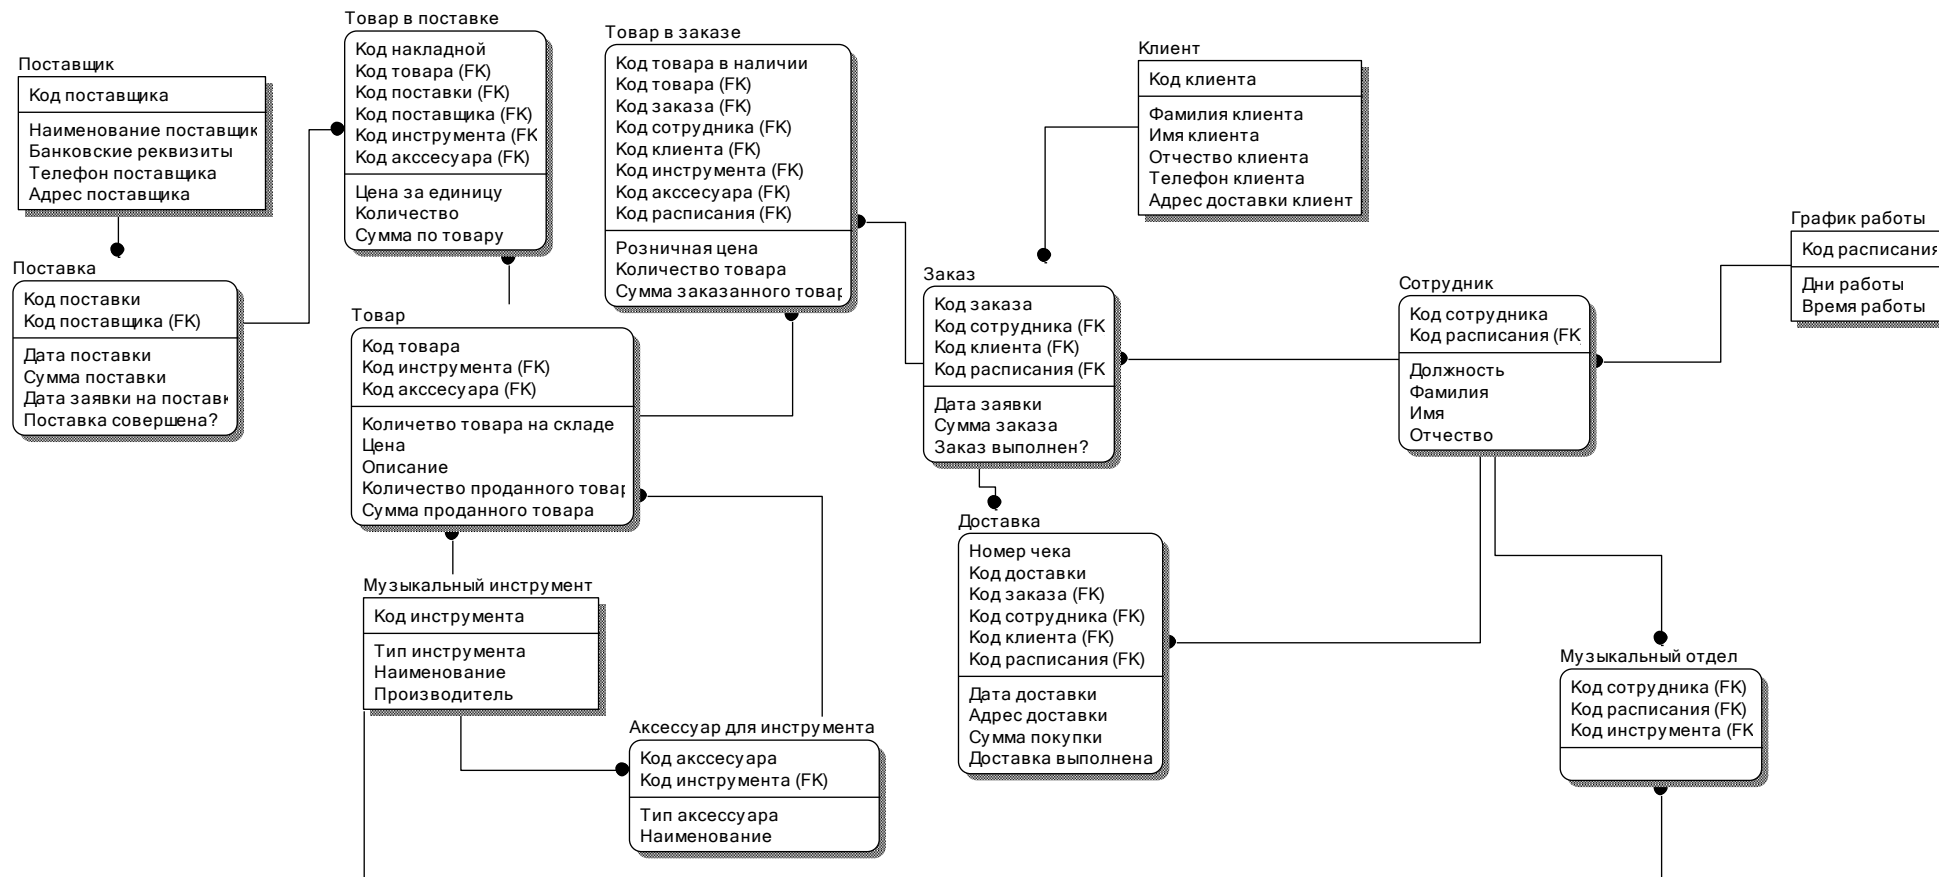 Поставщик
Код поставщика
Наименование поставщик
Банковские реквизиты
Телефон поставщика
Адрес поставщика
Поставка
Код поставки
Код поставщика (FK)
Дата поставки
Сумма поставки
Дата заявки на поставк
Поставка совершена?
Товар в поставке
Код накладной
Код товара (FK)
Код поставки (FK)
Код поставщика (FK)
Код инструмента (FK
Код акссесуара (FK)
Цена за единицу
Количество
Сумма по товару
Товар
Код товара
Код инструмента (FK)
Код акссесуара (FK)
Количетво товара на складе
Цена
Описание
Количество проданного товар
Сумма проданного товара
Музыкальный инструмент
Код инструмента
Тип инструмента
Наименование
Производитель
Аксессуар для инструмента
Код акссесуара
Код инструмента (FK)
Тип аксессуара
Наименование
Товар в заказе
Код товара в наличии
Код товара (FK)
Код заказа (FK)
Код сотрудника (FK)
Код клиента (FK)
Код инструмента (FK)
Код акссесуара (FK)
Код расписания (FK)
Розничная цена
Количество товара
Сумма заказанного товар
Клиент
Код клиента
Фамилия клиента
Имя клиента
Отчество клиента
Телефон клиента
Адрес доставки клиент
Заказ
Код заказа
Код сотрудника (FK
Код клиента (FK)
Код расписания (FK
Дата заявки
Сумма заказа
Заказ выполнен?
Доставка
Номер чека
Код доставки
Код заказа (FK)
Код сотрудника (FK)
Код клиента (FK)
Код расписания (FK)
Дата доставки
Адрес доставки
Сумма покупки
Доставка выполнена
Сотрудник
Код сотрудника
Код расписания (FK
Должность
Фамилия
Имя
Отчество
График работы
Код расписания
Дни работы
Время работы
Музыкальный отдел
Код сотрудника (FK)
Код расписания (FK)
Код инструмента (FK